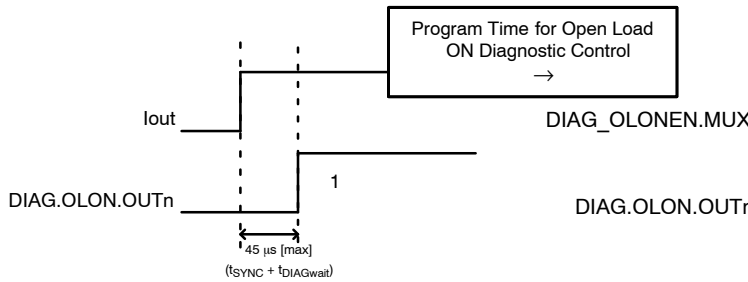 Program Time for Open Load
ON Diagnostic Control
→
Iout
DIAG_OLONEN.MUX
1
DIAG.OLON.OUTn
DIAG.OLON.OUTn
45 μs [max]
(tSYNC + tDIAGwait)